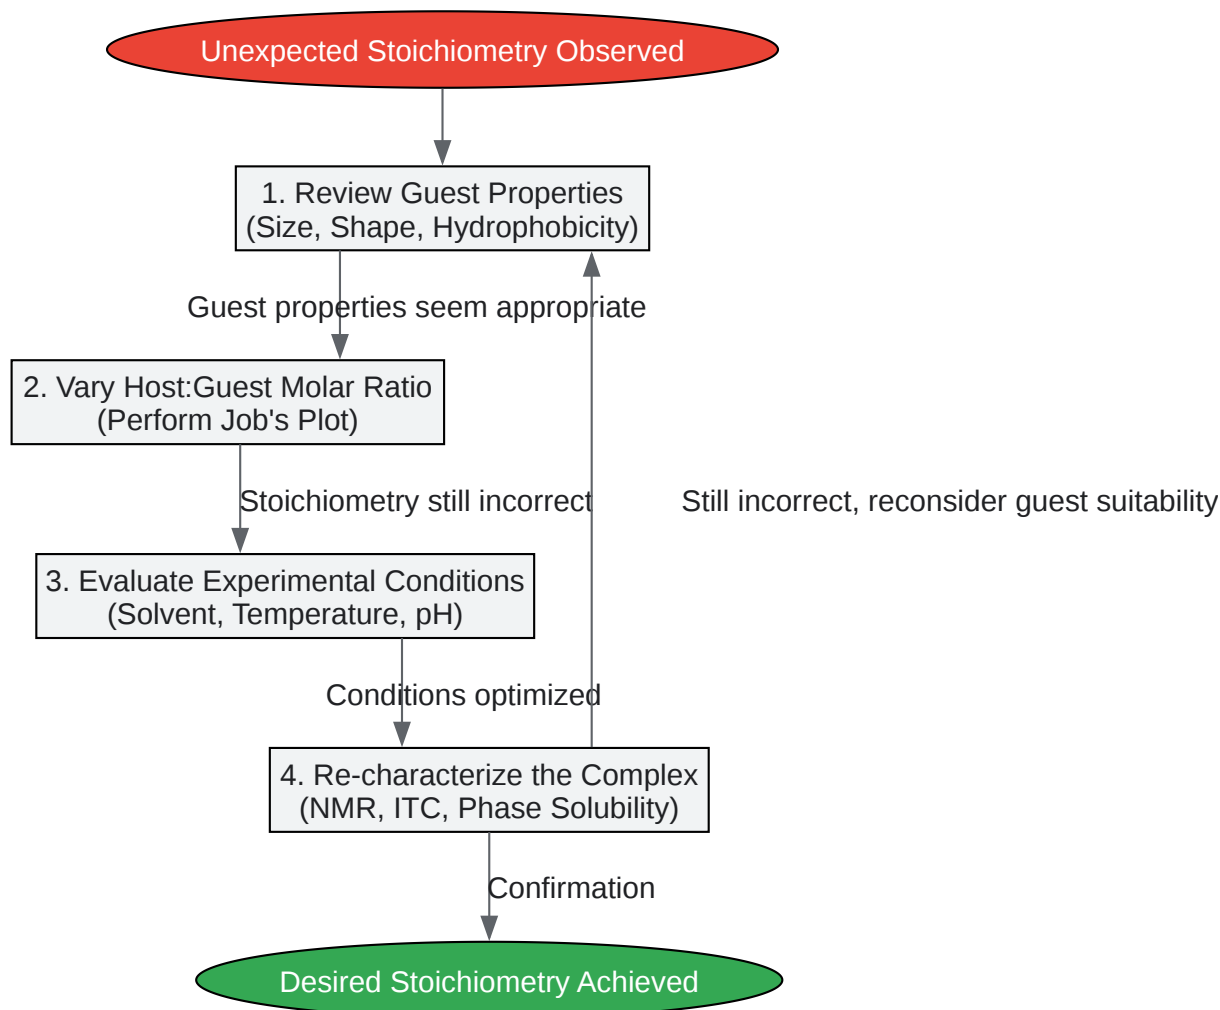 Unexpected Stoichiometry Observed
1. Review Guest Properties
(Size, Shape, Hydrophobicity)
Guest properties seem appropriate
2. Vary Host:Guest Molar Ratio
(Perform Job's Plot)
Stoichiometry still incorrect
Still incorrect, reconsider guest suitability
3. Evaluate Experimental Conditions
(Solvent, Temperature, pH)
Conditions optimized
4. Re-characterize the Complex
(NMR, ITC, Phase Solubility)
Confirmation
Desired Stoichiometry Achieved